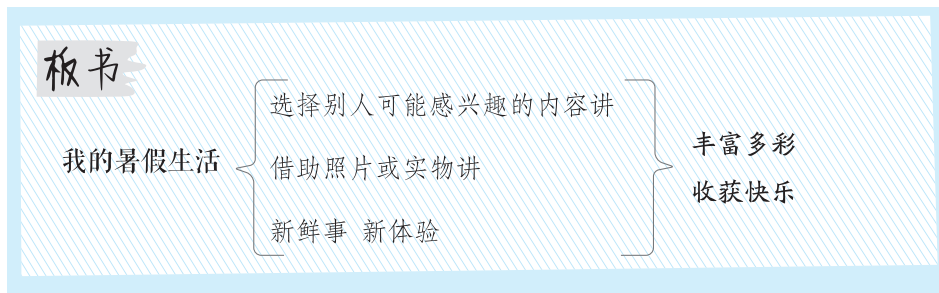 板书
我的暑假生活
选择别人可能感兴趣的内容讲
借助照片或实物讲
新鲜事 新体验
丰富多彩
收获快乐